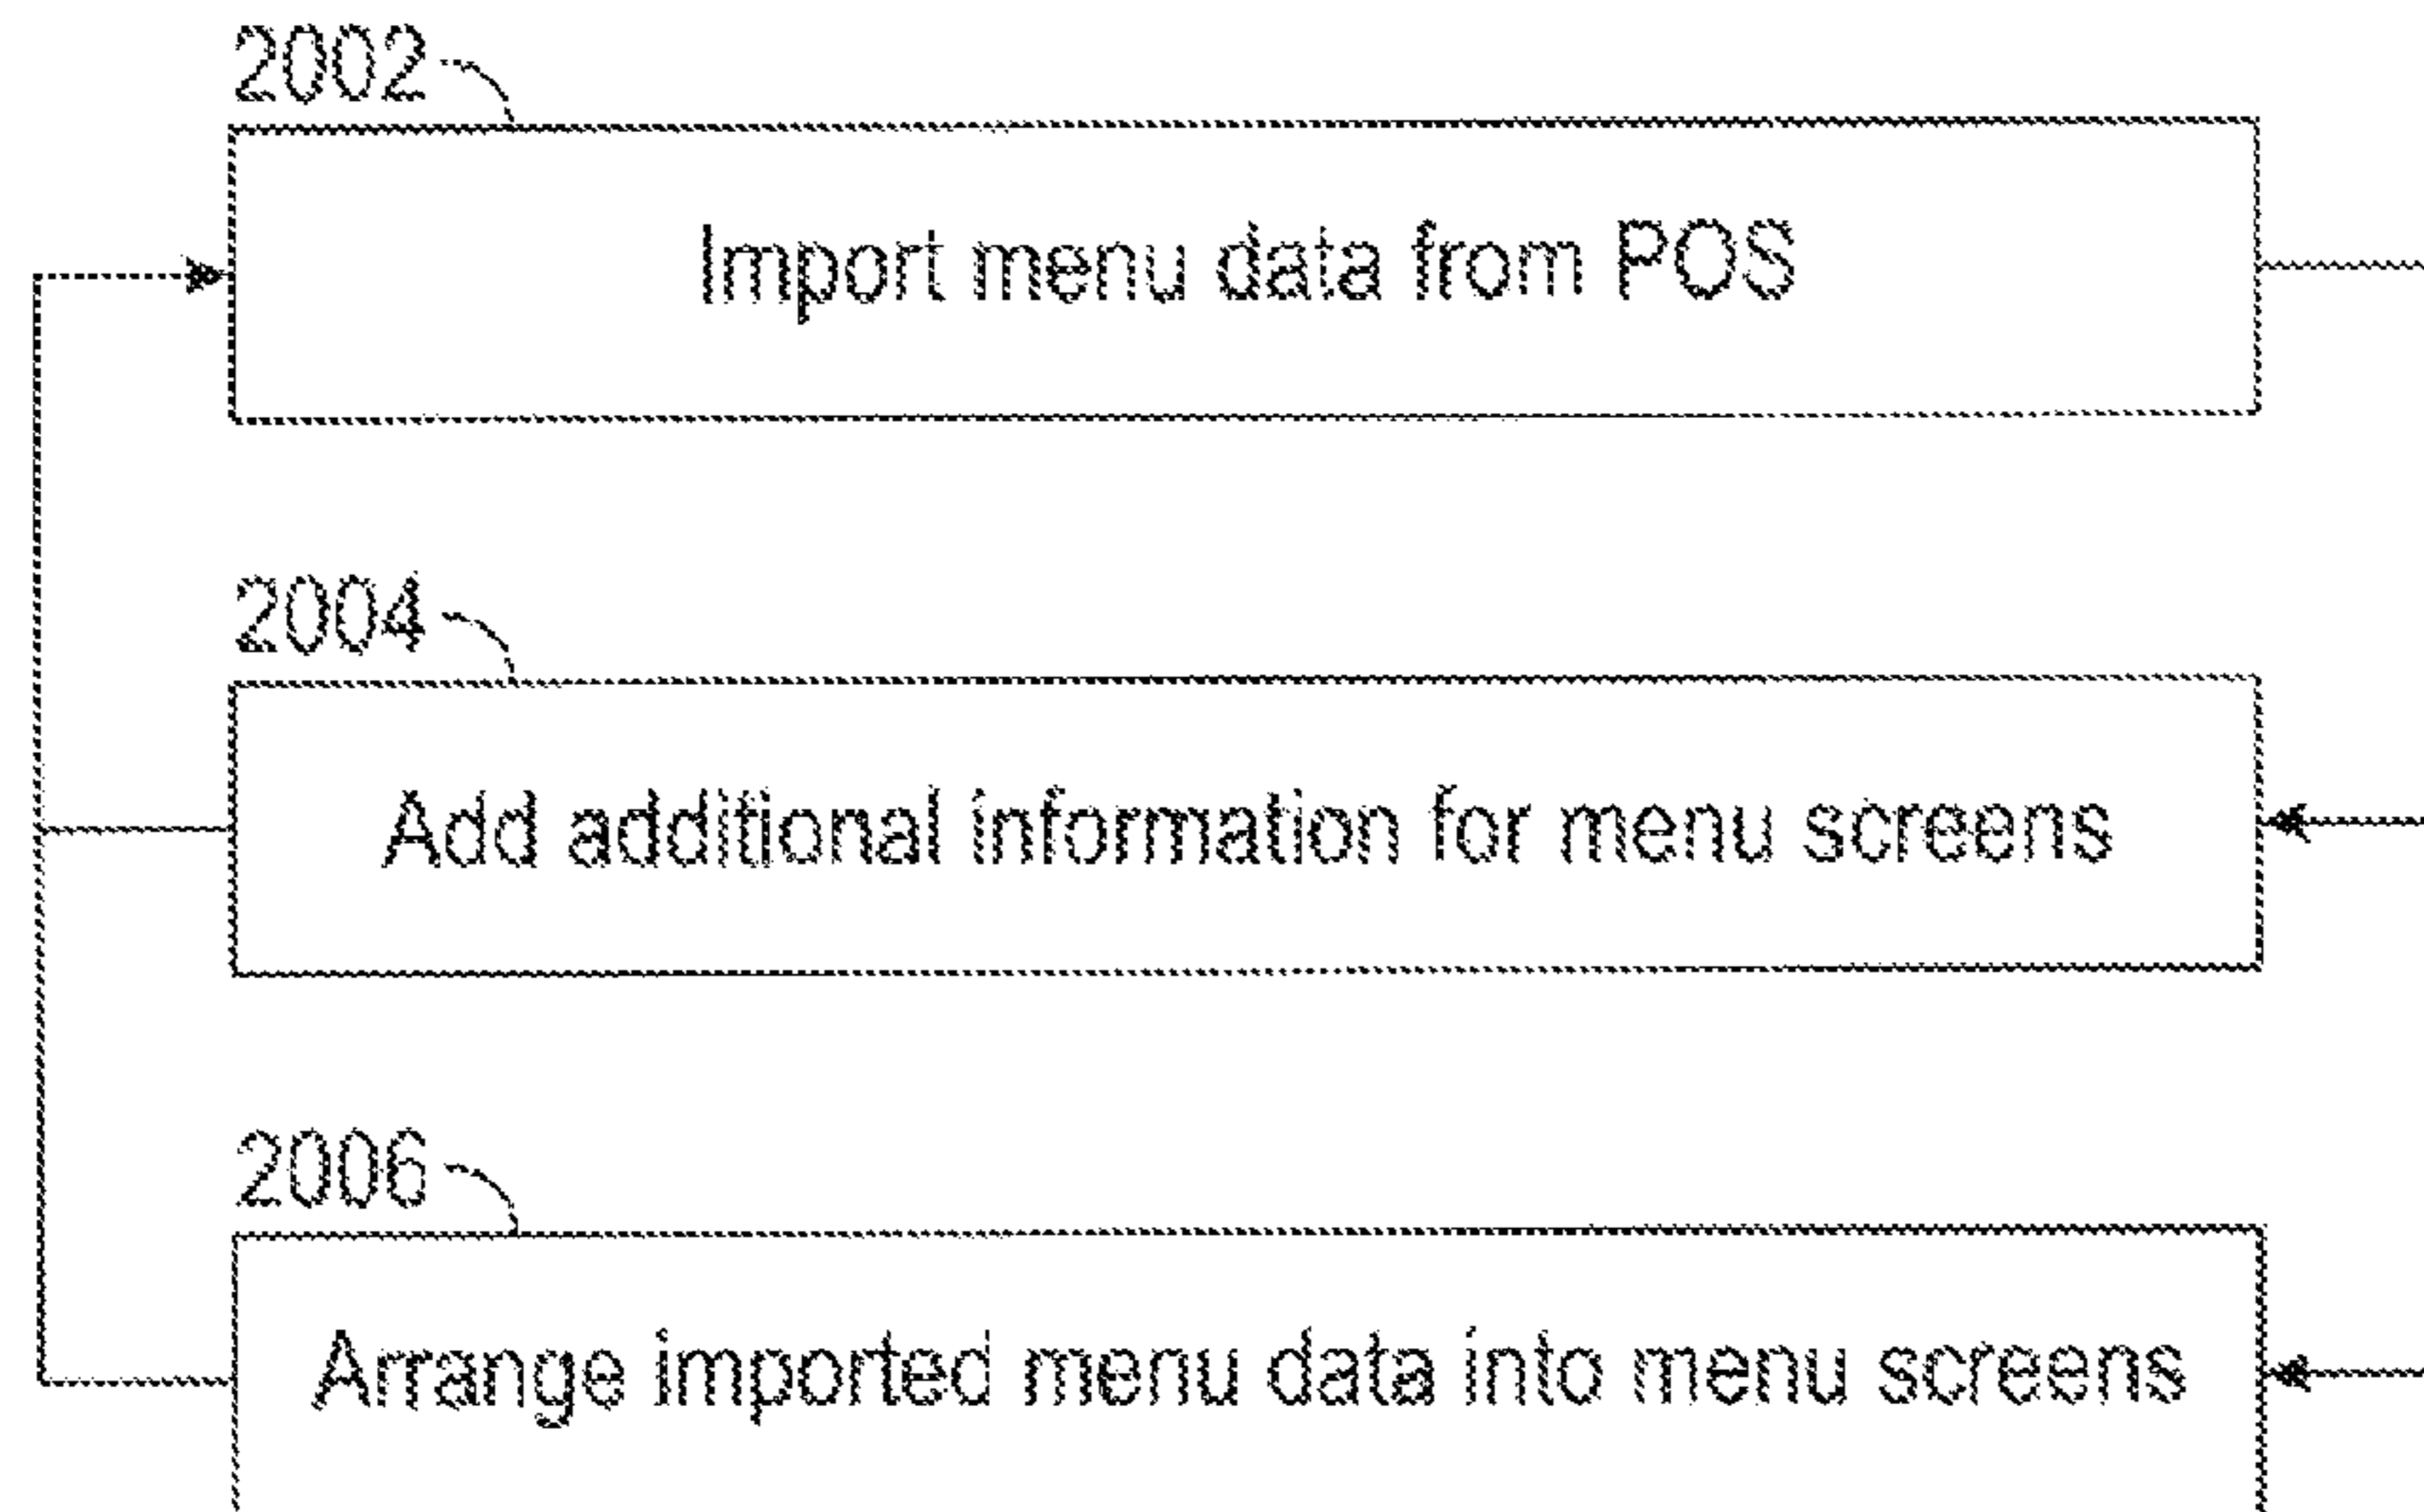 2002
Import menu data from POS
2004
Add additional information for menu screens
2006
Arrange imported menu data into menu screens